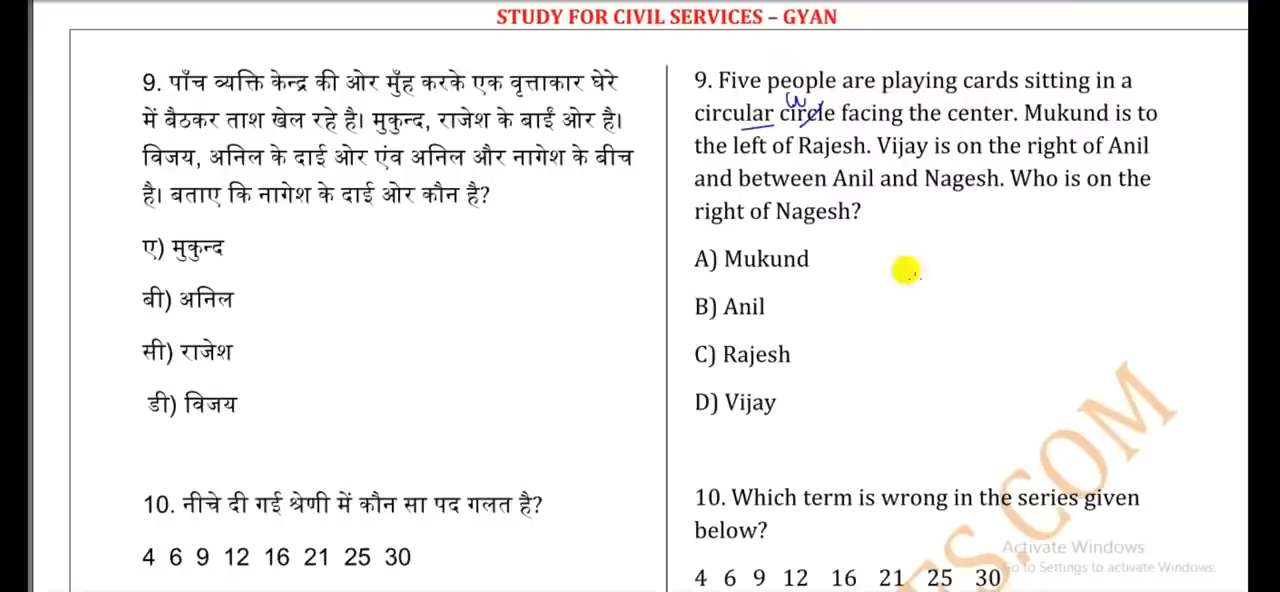 STUDY FOR CIVIL SERVICES – GYAN
9. पाँच व्यक्ति केन्द्र की ओर मुँह करके एक वृत्ताकार घेरे
में बैठकर ताश खेल रहे है। मुकुन्द, राजेश के बाईं ओर है।
विजय, अनिल के दाई ओर एंव अनिल और नागेश के बीच
है। बताए कि नागेश के दाई ओर कौन है?
ए) मुकुन्द
बी) अनिल
सी) राजेश
डी) विजय
10. नीचे दी गई श्रेणी में कौन सा पद गलत है?
4 6 9 12 16 21 25 30
9. Five people are playing cards sitting in a
circular circle facing the center. Mukund is to
the left of Rajesh. Vijay is on the right of Anil
and between Anil and Nagesh. Who is on the
right of Nagesh?
A) Mukund
B) Anil
C) Rajesh
D) Vijay
10. Which term is wrong in the series given
below?
4 6 9 12 16 21 25 30
Activate Windows
Go to Settings to activate Windows.
ES.COM